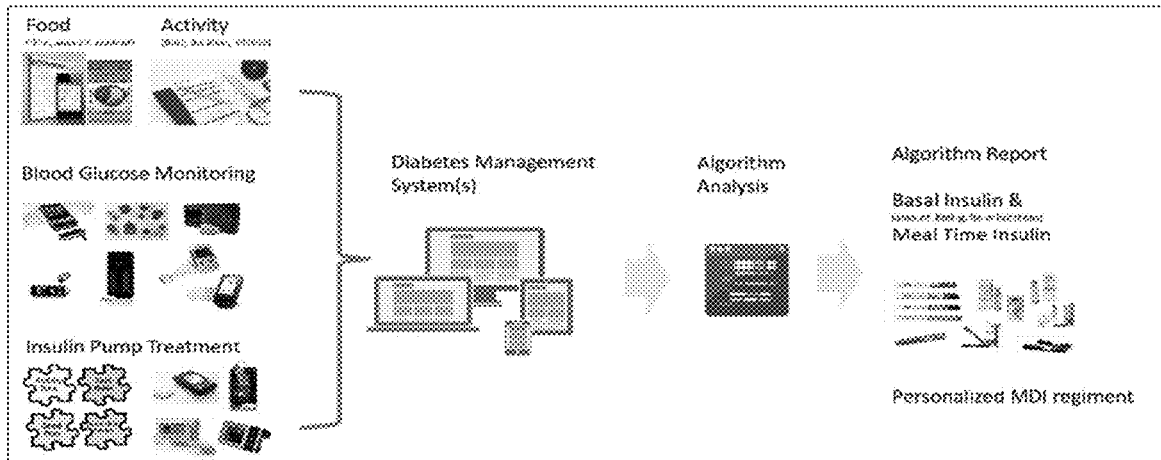 Food
Activity
Blood Glucose Monitoring
Insulin Pump Treatment
Diabetes Management
System(s)
Algorithm
Analysis
Algorithm Report
Basal Insulin &
Meal Time Insulin
Personalized MDI regiment